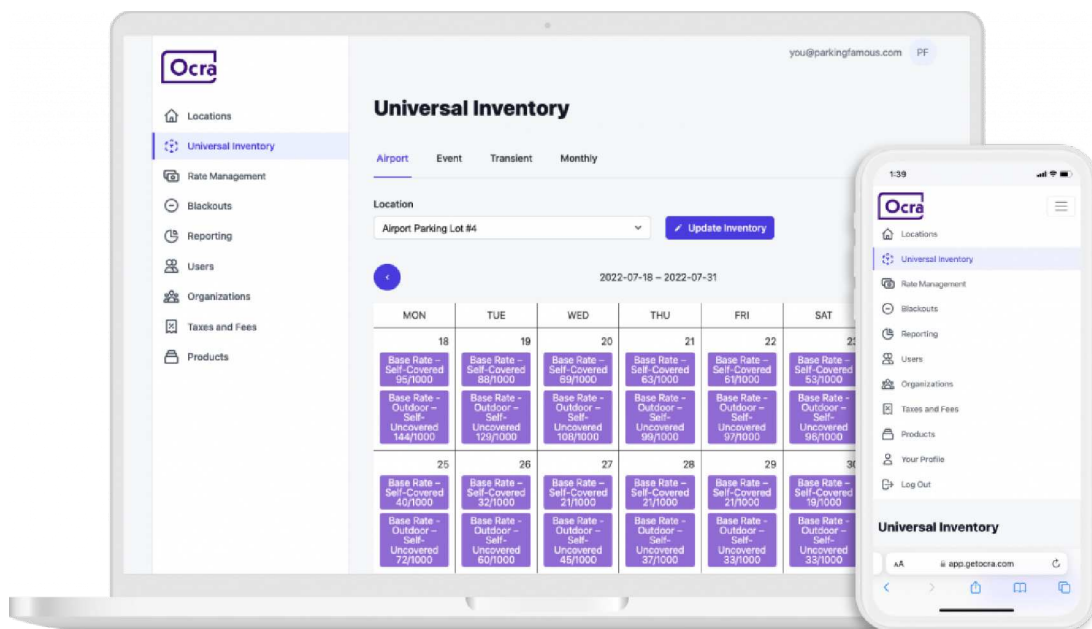 you@parkingfamous.com PF
Ocra
Locations
Universal Inventory
Rate Management
Blackouts
Reporting
Users
Organizations
Taxes and Fees
Products
Universal Inventory
Airport Event Transient Monthly
Location
Airport Parking Lot #4
Update Inventory
2022-07-18 – 2022-07-31
MON TUE WED THU FRI SAT
18 19 20 21 22
Base Rate – Base Rate – Base Rate – Base Rate – Base Rate – Base Rate –
Self-Covered Self-Covered Self-Covered Self-Covered Self-Covered Self-Covered
95/1000 88/1000 69/1000 63/1000 61/1000 53/1000
Base Rate - Base Rate - Base Rate - Base Rate - Base Rate - Base Rate -
Outdoor – Outdoor – Outdoor – Outdoor – Outdoor – Outdoor –
Self- Self- Self- Self- Self- Self-
Uncovered Uncovered Uncovered Uncovered Uncovered Uncovered
144/1000 129/1000 108/1000 99/1000 97/1000 96/1000
25 26 27 28 29
Base Rate – Base Rate – Base Rate – Base Rate – Base Rate – Base Rate –
Self-Covered Self-Covered Self-Covered Self-Covered Self-Covered Self-Covered
40/1000 32/1000 21/1000 21/1000 21/1000 19/1000
Base Rate - Base Rate - Base Rate - Base Rate - Base Rate - Base Rate -
Outdoor – Outdoor – Outdoor – Outdoor – Outdoor – Outdoor –
Self- Self- Self- Self- Self- Self-
Uncovered Uncovered Uncovered Uncovered Uncovered Uncovered
72/1000 60/1000 45/1000 37/1000 33/1000 33/1000
1:39
Ocra
Locations
Universal Inventory
Rate Management
Blackouts
Reporting
Users
Organizations
Taxes and Fees
Products
Your Profile
Log Out
Universal Inventory
AA app.getocra.com